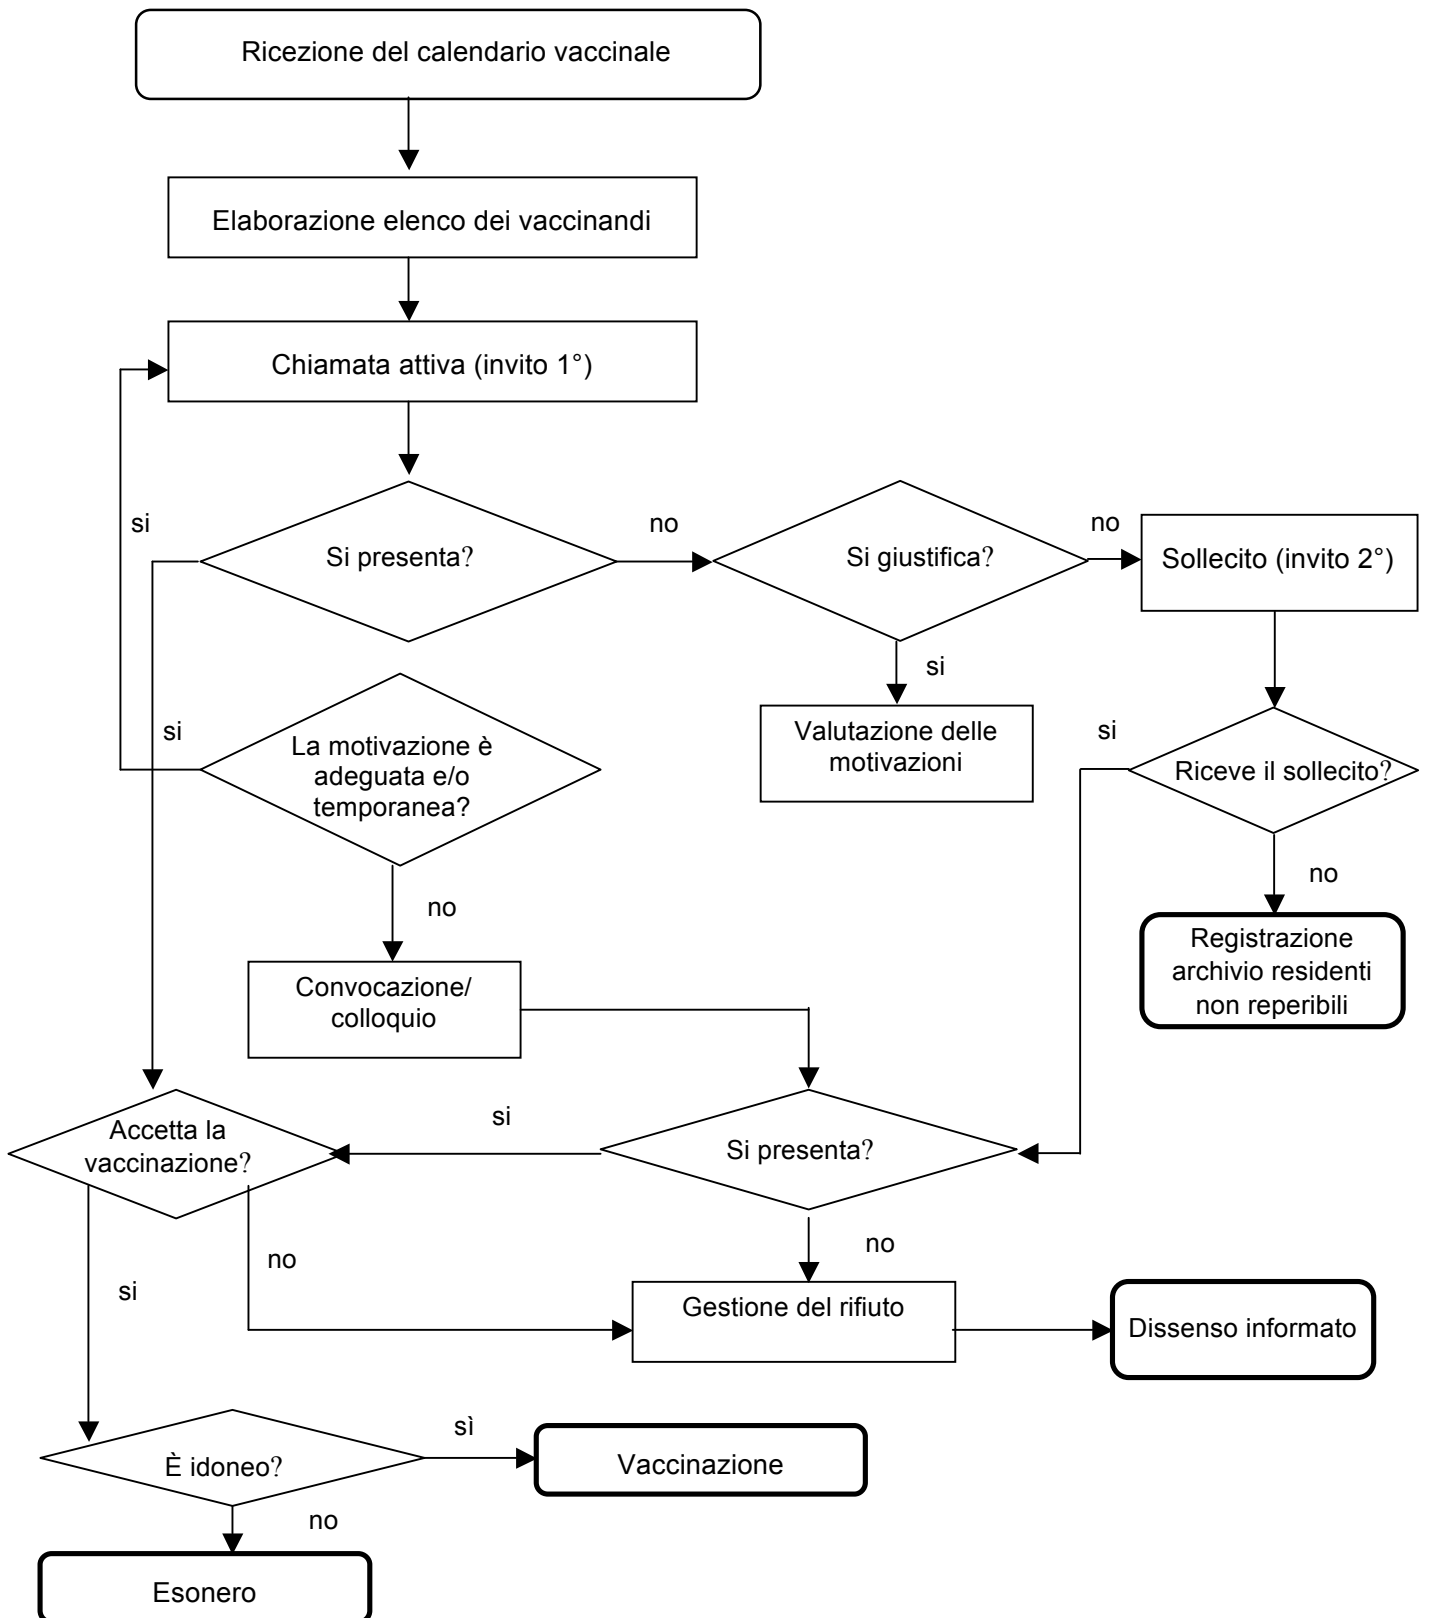 Ricezione del calendario vaccinale
Elaborazione elenco dei vaccinandi
Chiamata attiva (invito 1°)
si
Si presenta?
no
Si giustifica?
no
Sollecito (invito 2°)
si
si
La motivazione è
adeguata e/o
temporanea?
Valutazione delle
motivazioni
si
Riceve il sollecito?
no
no
Registrazione
archivio residenti
non reperibili
Convocazione/
colloquio
Accetta la
vaccinazione?
si
Si presenta?
no
no
si
Gestione del rifiuto
Dissenso informato
È idoneo?
sì
Vaccinazione
no
Esonero